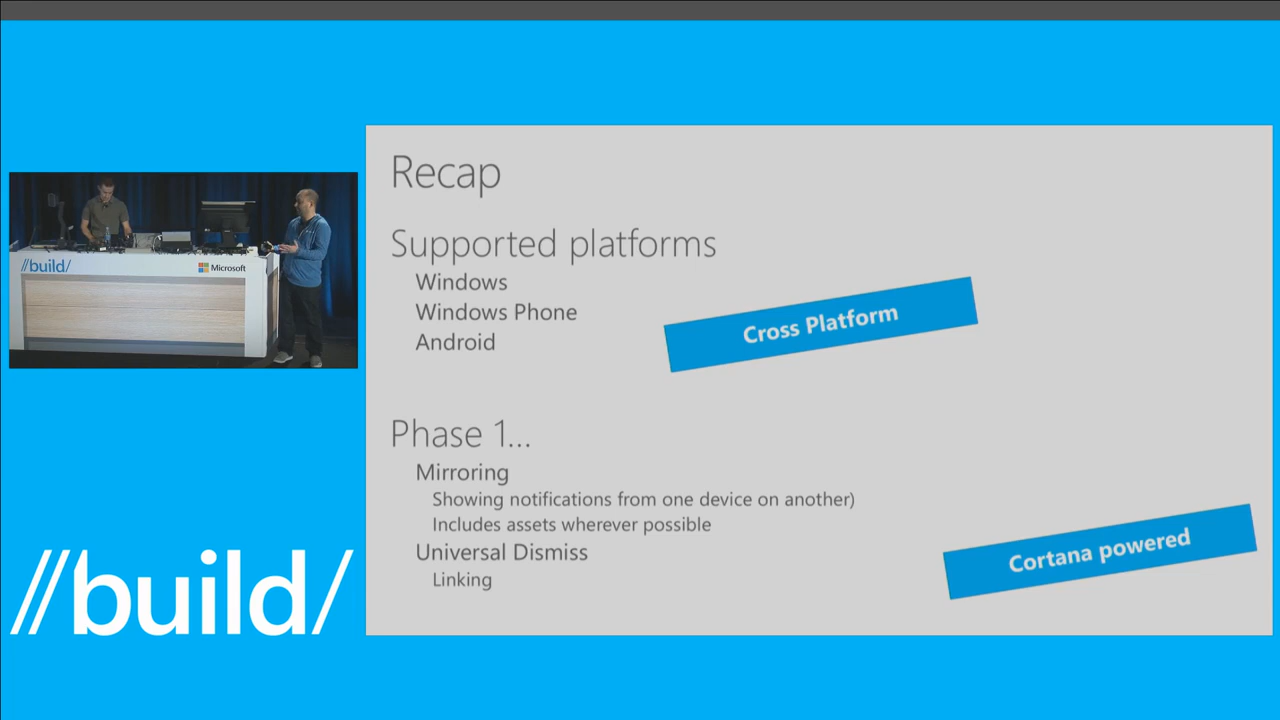 //build/
Microsoft
Recap
Supported platforms
Windows
Windows Phone
Android
Cross Platform
Phase 1...
Mirroring
Showing notifications from one device on another)
Includes assets wherever possible
Universal Dismiss
Linking
Cortana powered
//build/